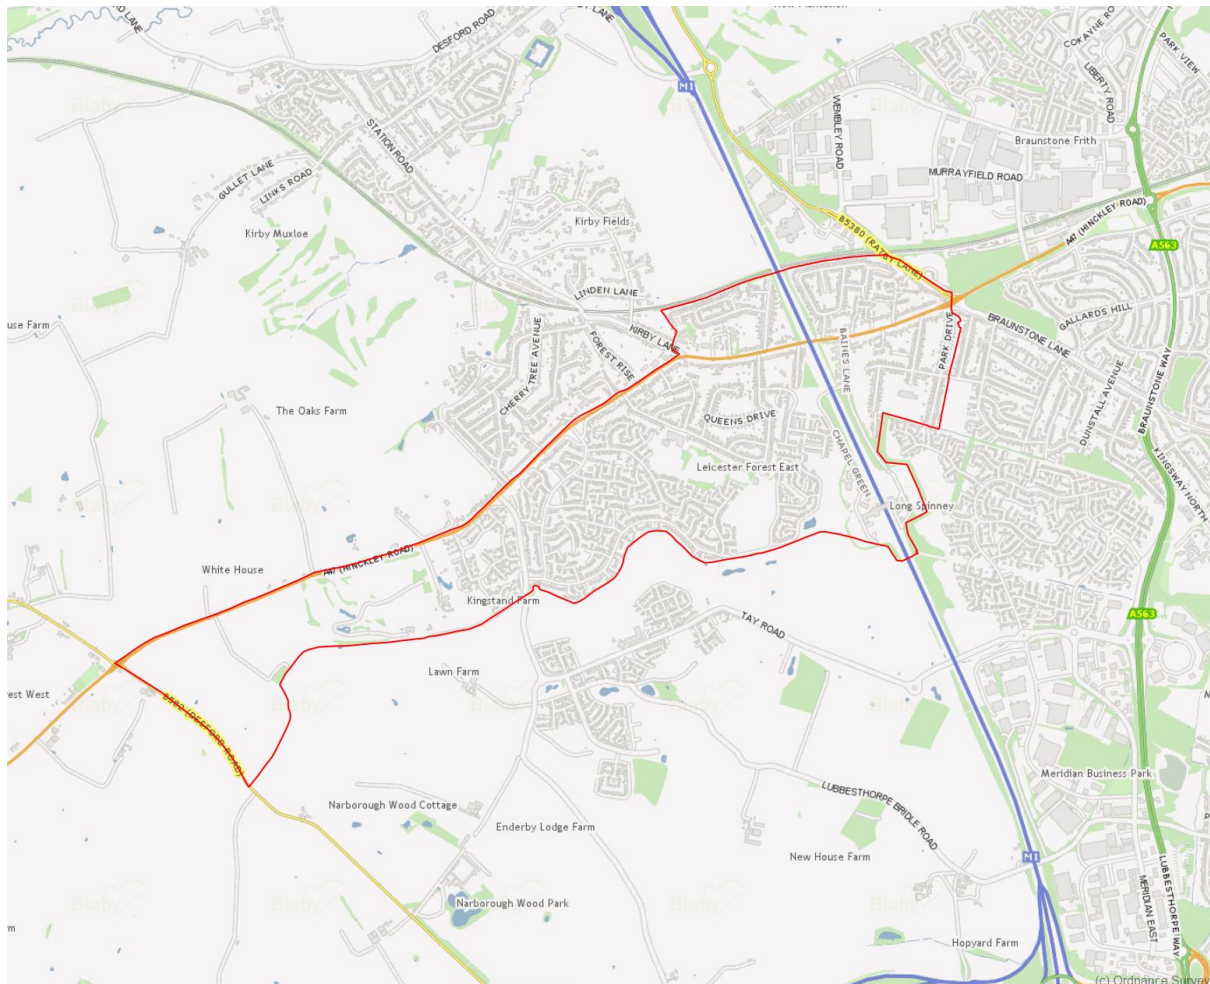 DESFORD ROAD
M1
COKAYNE RO
PARK VIEW
LIBERTY ROAD
WEMBLEY ROAD
Braunstone Frith
STATION ROAD
MURRAYFIELD ROAD
GULLET LANE
LINKS ROAD
Kirby Muxloe
Kirby Fields
B5380 (RATBY LANE)
A47 (HINCKLEY ROAD)
A563
LINDEN LANE
KIRBY LANE
FOREST RISE
CHERRY TREE AVENUE
BAINES LANE
PARK DRIVE
BRAUNSTONE LANE
GALLARDS HILL
ouse Farm
BRAUNSTONE WAY
DUNSTALL AVENUE
The Oaks Farm
QUEENS DRIVE
Leicester Forest East
CHAPEL GREEN
KINGSWAY NORTH
Long Spinney
A47 (HINCKLEY ROAD)
White House
Kingstand Farm
TAY ROAD
A563
Lawn Farm
rest West
B582 (DESFORD ROAD)
Meridian Business Park
Narborough Wood Cottage
Enderby Lodge Farm
LUBBESTHORPE BRIDLE ROAD
New House Farm
M1
MERIDIAN EAST
LUBBESTHORPE WAY
Narborough Wood Park
Hopyard Farm
(c) Ordnance Survey
Blaby